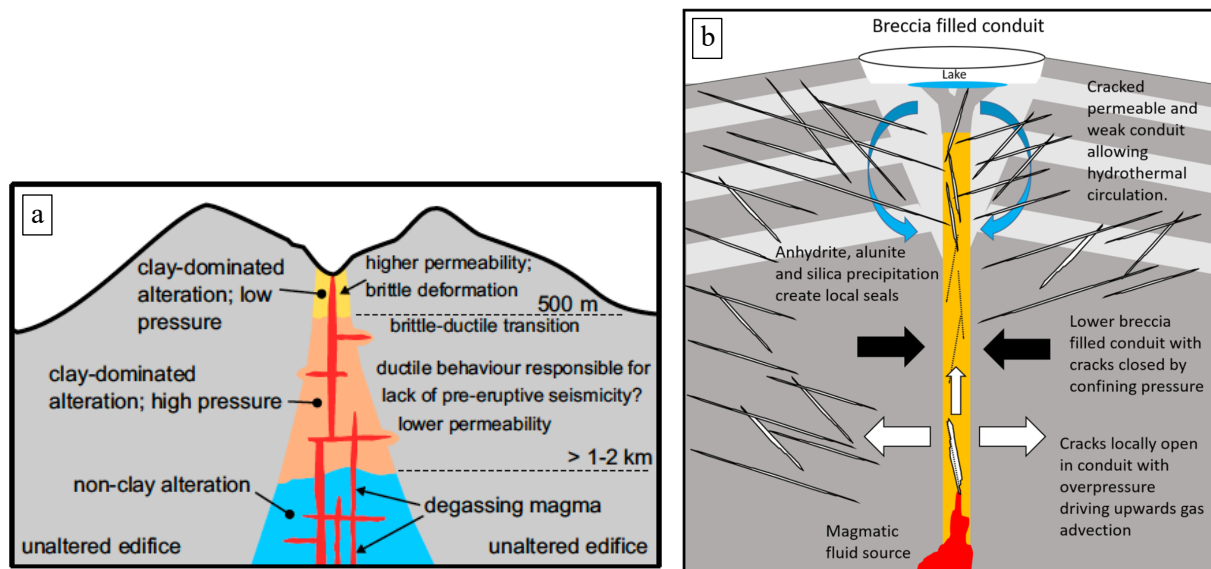 a
clay-dominated
alteration; low
pressure
higher permeability;
brittle deformation
500 m
brittle-ductile transition
clay-dominated
alteration; high pressure
ductile behaviour responsible for
lack of pre-eruptive seismicity?
lower permeability
> 1-2 km
non-clay alteration
degassing magma
unaltered edifice
unaltered edifice
b
Breccia filled conduit
Lake
Cracked
permeable and
weak conduit
allowing
hydrothermal
circulation.
Anhydrite, alunite
and silica precipitation
create local seals
Lower breccia
filled conduit with
cracks closed by
confining pressure
Cracks locally open
in conduit with
overpressure
driving upwards gas
advection
Magmatic
fluid source